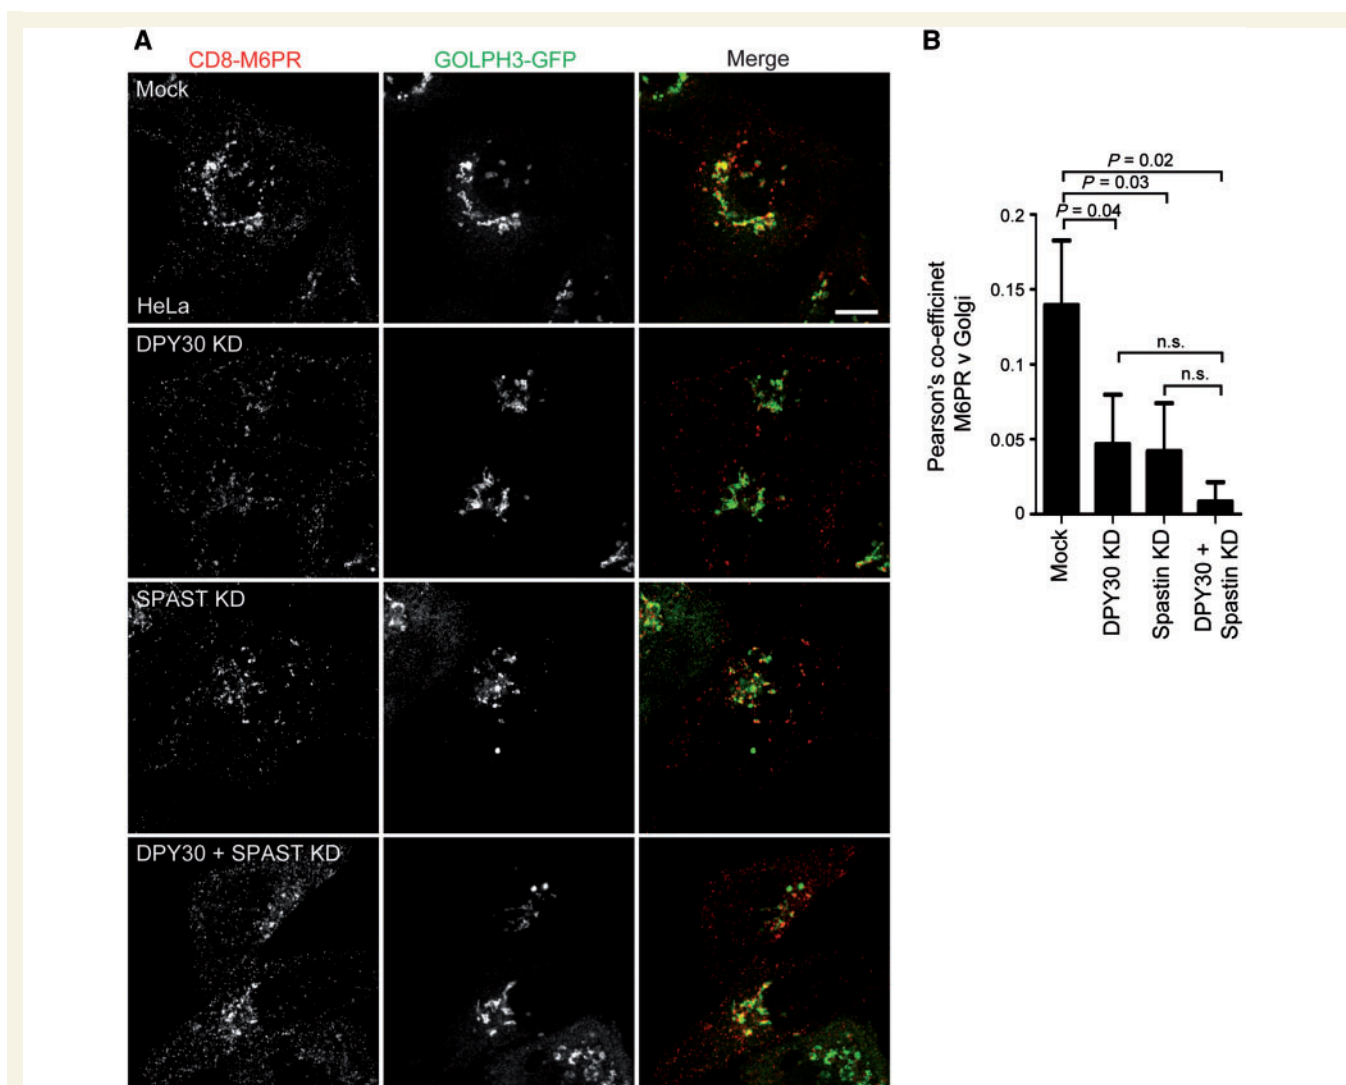 A
B
CD8-M6PR
GOLPH3-GFP
Merge
Mock
HeLa
DPY30 KD
SPAST KD
DPY30 + SPAST KD
P = 0.02
P = 0.03
P = 0.04
n.s.
n.s.
Pearson's co-efficinet
M6PR v Golgi
0.2
0.15
0.1
0.05
0
Mock
DPY30 KD
Spastin KD
DPY30 +
Spastin KD